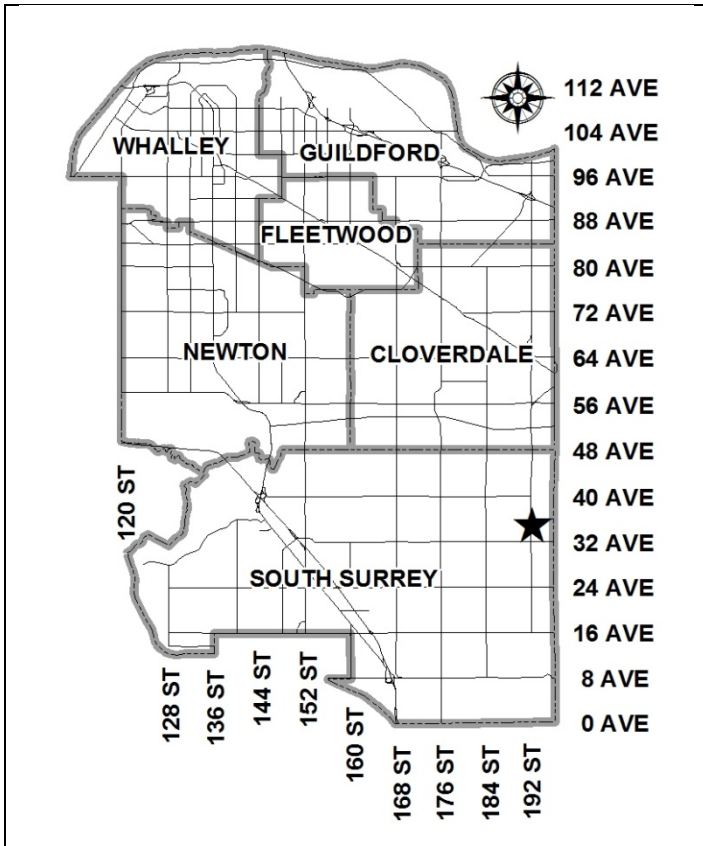 112 AVE
104 AVE
WHALLEY
GUILDFORD
96 AVE
88 AVE
FLEETWOOD
80 AVE
72 AVE
NEWTON
CLOVERDALE
64 AVE
56 AVE
48 AVE
40 AVE
120 ST
32 AVE
SOUTH SURREY
24 AVE
16 AVE
8 AVE
0 AVE
128 ST
136 ST
144 ST
152 ST
160 ST
168 ST
176 ST
184 ST
192 ST